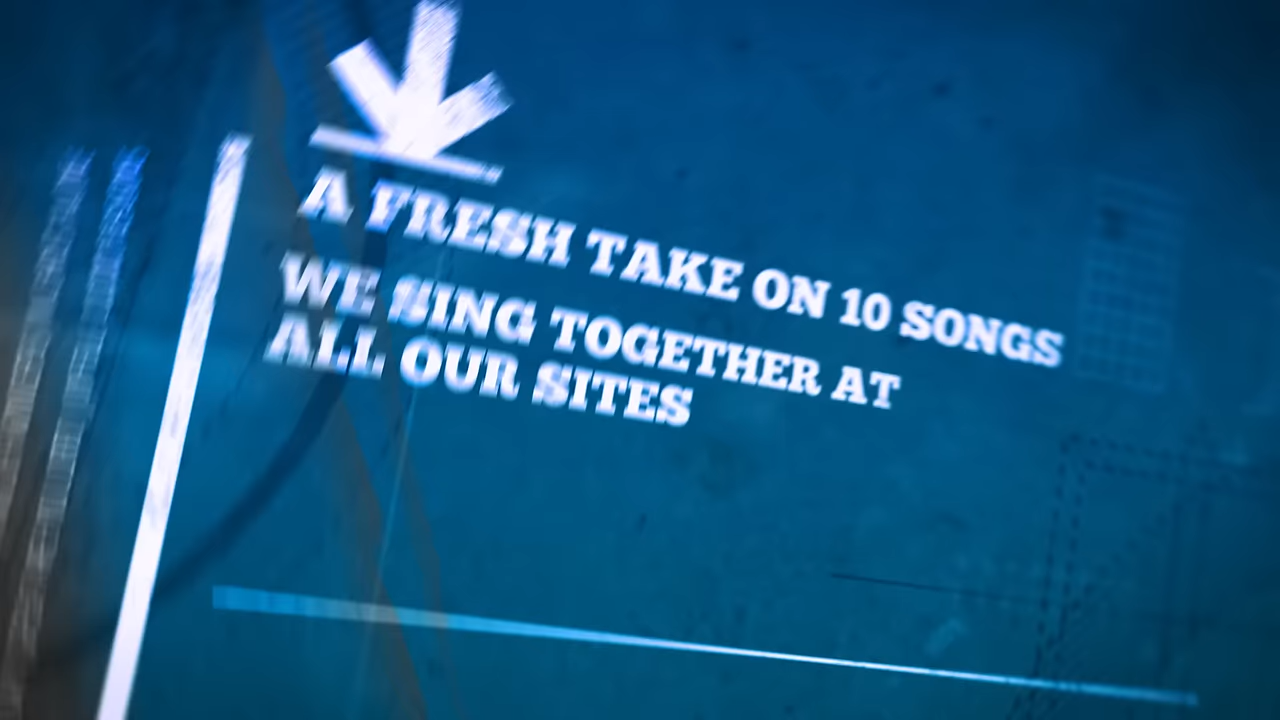 A FRESH TAKE ON 10 SONGS
WE SING TOGETHER AT
ALL OUR SITES